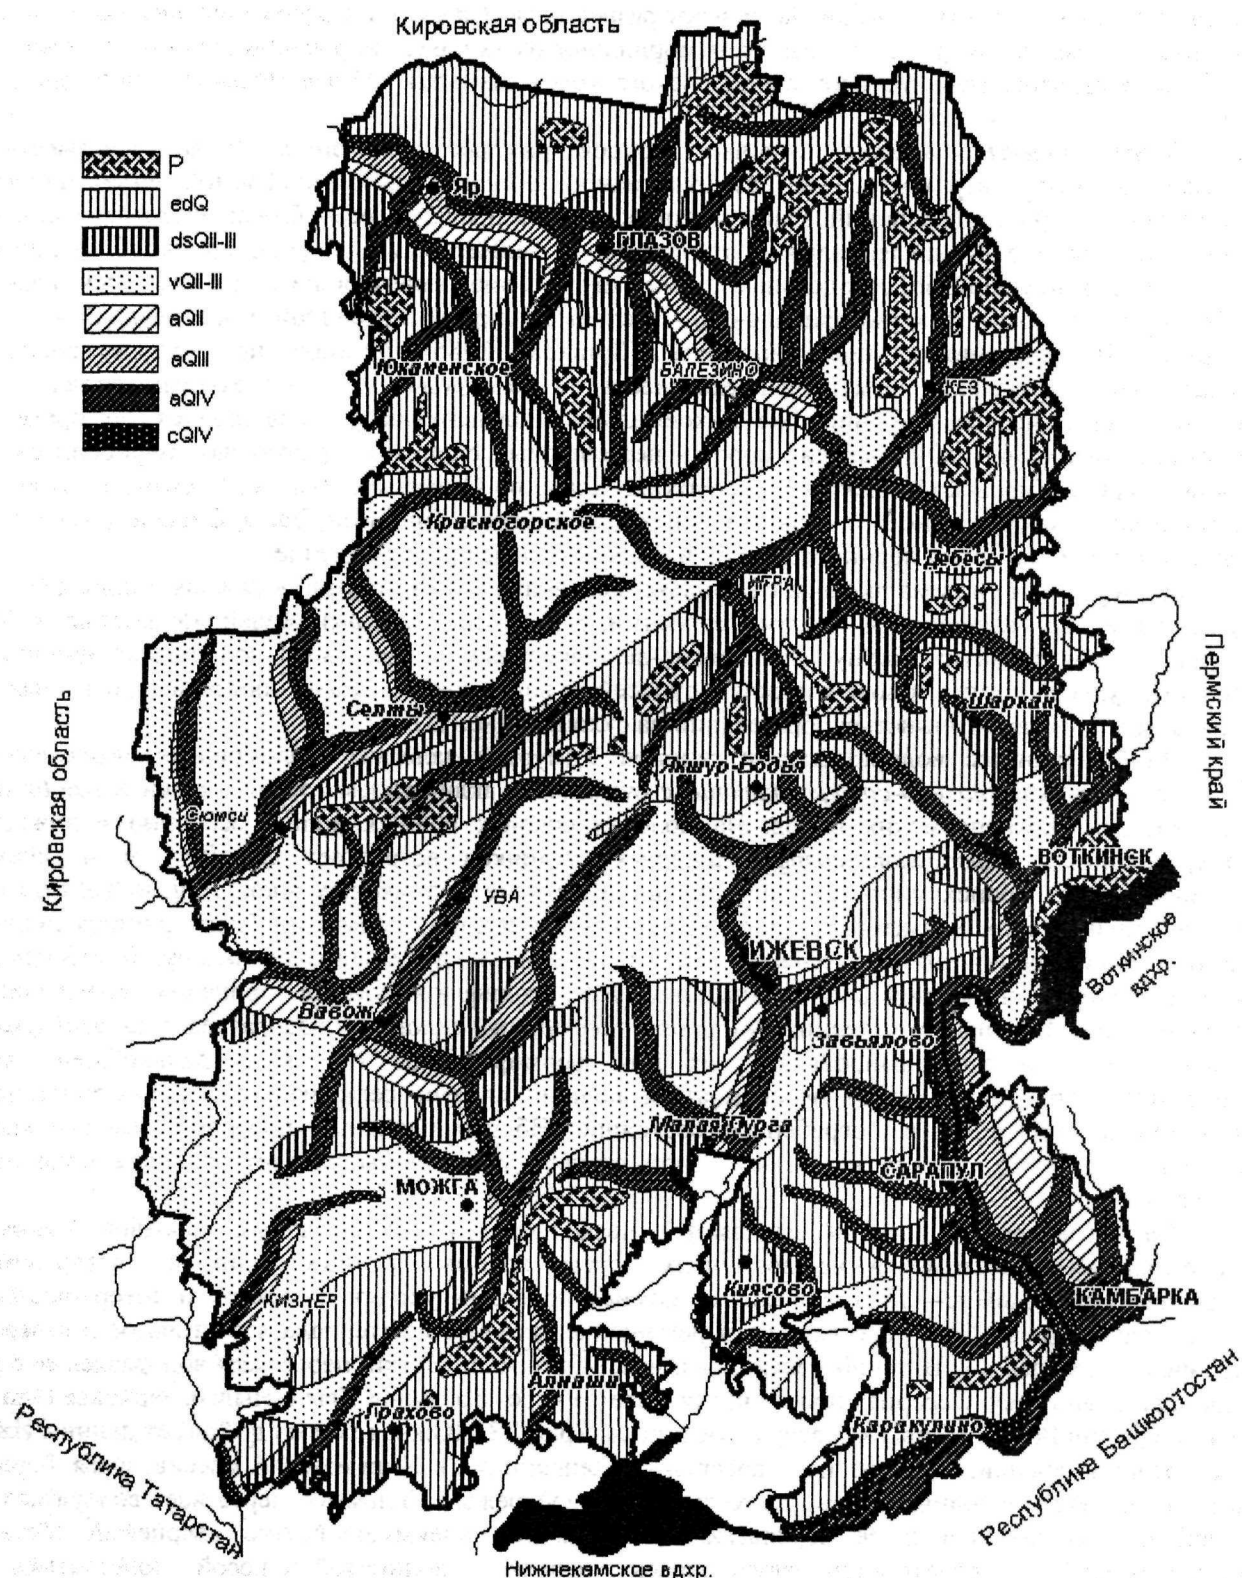 Кировская область
P
edQ
dsQII-III
vQII-III
aQII
aQIII
aQIV
cQIV
Яр
ГЛАЗОВ
Юкаменское
БАЛЕЗИНО
КЕЗ
Красногорское
Дебёсы
ИГРА
Селты
Шаркан
Якшур-Бодья
Сюмси
ВОТКИНСК
УВА
ИЖЕВСК
Вавож
Завьялово
Малая Пурга
САРАПУЛ
МОЖГА
Киясово
КАМБАРКА
КИЗНЕР
Алнаши
Грахово
Каракулино
Кировская область
Пермский край
Воткинское
вдхр.
Республика Татарстан
Республика Башкортостан
Нижнекамское вдхр.